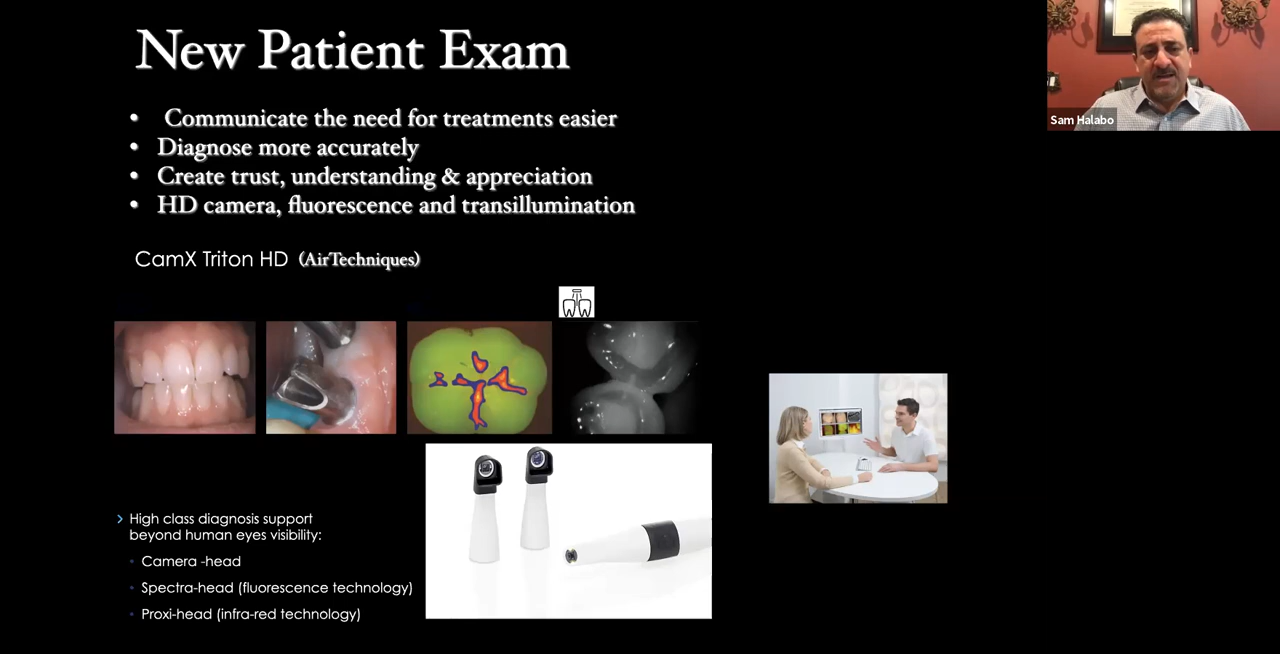 New Patient Exam
• Communicate the need for treatments easier
• Diagnose more accurately
• Create trust, understanding & appreciation
• HD camera, fluorescence and transillumination
CamX Triton HD (AirTechniques)
High class diagnosis support
beyond human eyes visibility:
• Camera -head
• Spectra-head (fluorescence technology)
• Proxi-head (infra-red technology)
Sam Halabo